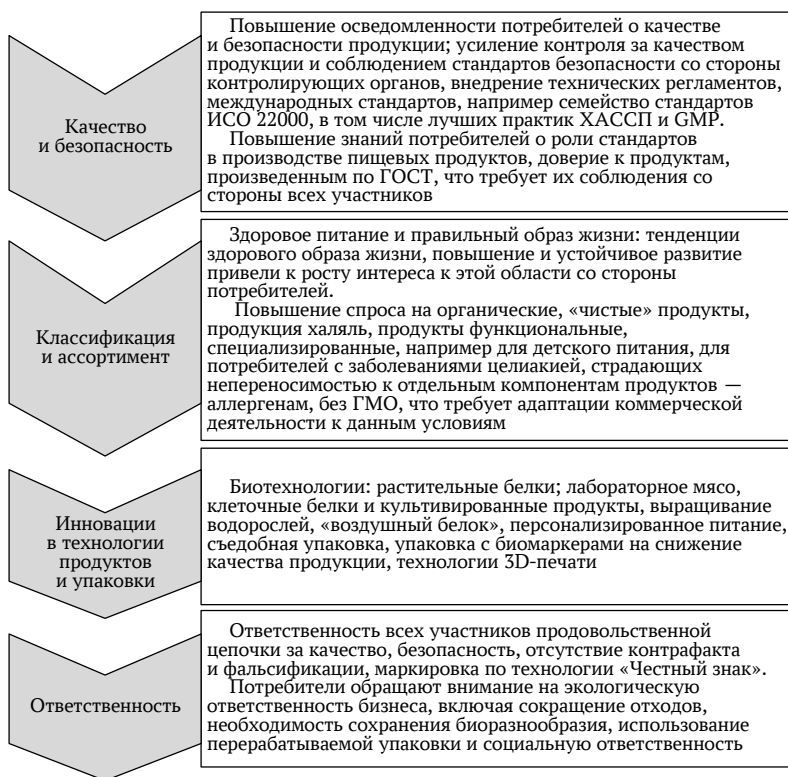 Качество
и безопасность
Повышение осведомленности потребителей о качестве
и безопасности продукции; усиление контроля за качеством
продукции и соблюдением стандартов безопасности со стороны
контролирующих органов, внедрение технических регламентов,
международных стандартов, например семейство стандартов
ИСО 22000, в том числе лучших практик ХАССП и GMP.
Повышение знаний потребителей о роли стандартов
в производстве пищевых продуктов, доверие к продуктам,
произведенным по ГОСТ, что требует их соблюдения со
стороны всех участников
Классификация
и ассортимент
Здоровое питание и правильный образ жизни: тенденции
здорового образа жизни, повышение и устойчивое развитие
привели к росту интереса к этой области со стороны
потребителей.
Повышение спроса на органические, «чистые» продукты,
продукция халяль, продукты функциональные,
специализированные, например для детского питания, для
потребителей с заболеваниями целиакией, страдающих
непереносимостью к отдельным компонентам продуктов —
аллергенам, без ГМО, что требует адаптации коммерческой
деятельности к данным условиям
Инновации
в технологии
продуктов
и упаковки
Биотехнологии: растительные белки; лабораторное мясо,
клеточные белки и культивированные продукты, выращивание
водорослей, «воздушный белок», персонализированное питание,
съедобная упаковка, упаковка с биомаркерами на снижение
качества продукции, технологии 3D-печати
Ответственность
Ответственность всех участников продовольственной
цепочки за качество, безопасность, отсутствие контрафакта
и фальсификации, маркировка по технологии «Честный знак».
Потребители обращают внимание на экологическую
ответственность бизнеса, включая сокращение отходов,
необходимость сохранения биоразнообразия, использование
перерабатываемой упаковки и социальную ответственность